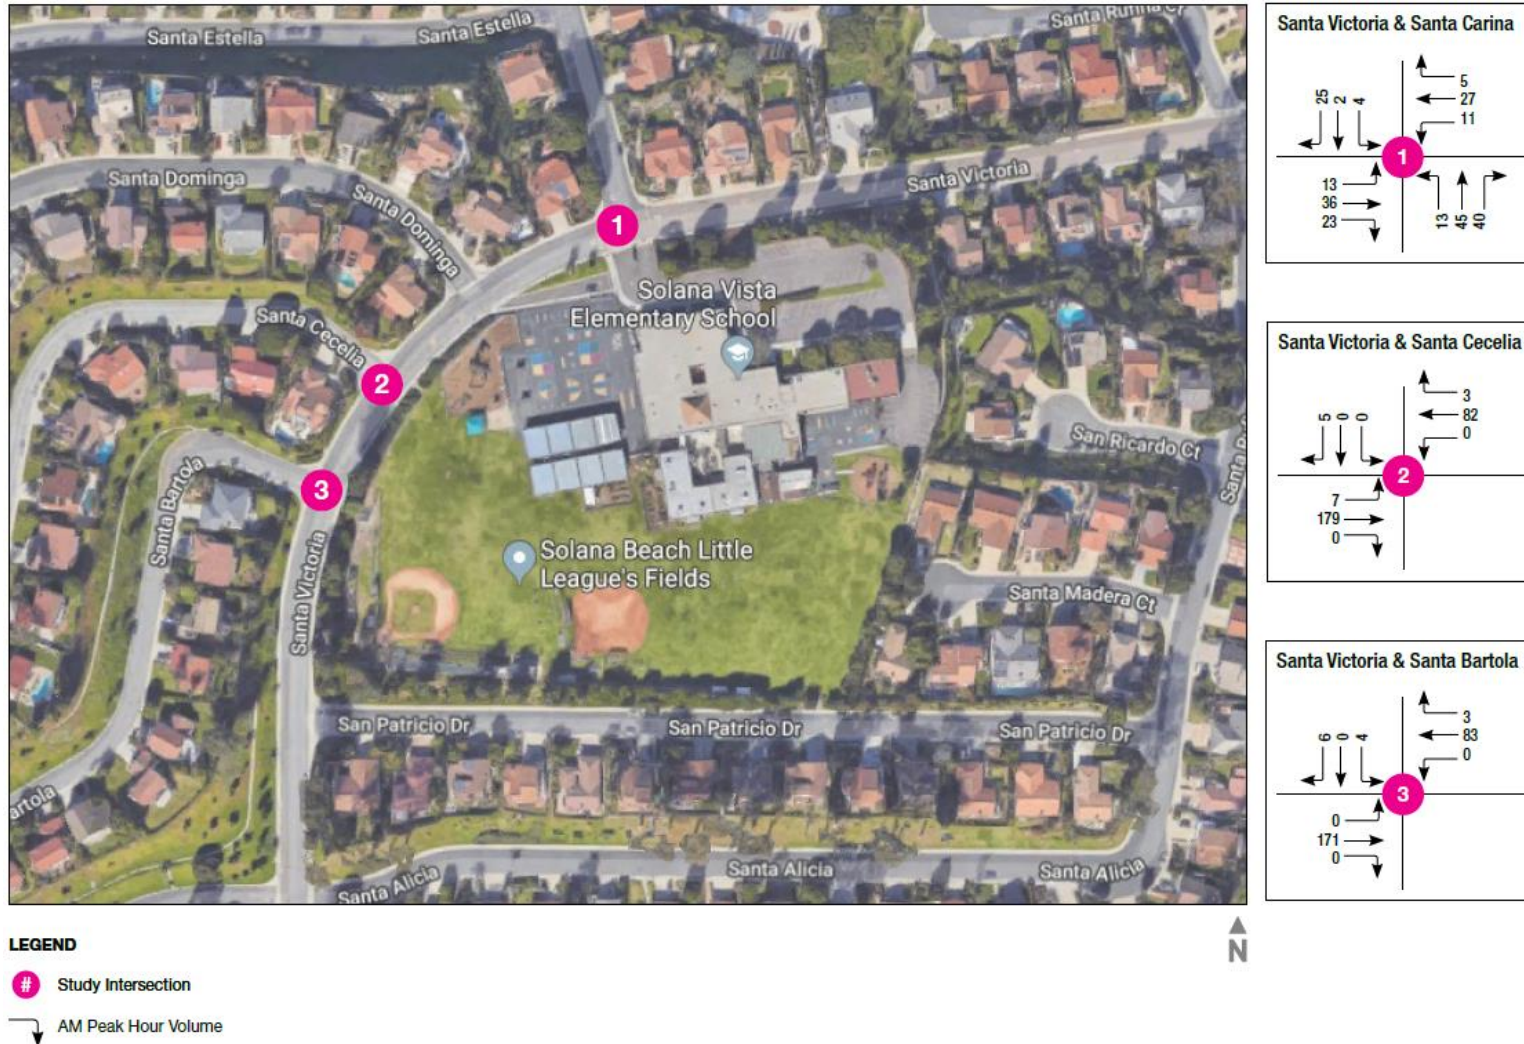 Santa Estella
Santa Estella
Santa Rufina Cr
Santa Dominga
Santa Dominga
Santa Victoria
1
Solana Vista
Elementary School
Santa Cecelia
2
San Ricardo Ct
Santa Bartola
3
Solana Beach Little
League's Fields
Santa Victoria
Santa Madera Ct
San Patricio Dr
San Patricio Dr
San Patricio Dr
artola
Santa Alicia
Santa Alicia
Santa Alicia
Santa Victoria & Santa Carina
25 2 4
5
27
11
1
13
36
23
13 45 40
Santa Victoria & Santa Cecelia
5 0 0
3
82
0
2
7
179
0
Santa Victoria & Santa Bartola
6 0 4
3
83
0
3
0
171
0
N
LEGEND
# Study Intersection
AM Peak Hour Volume